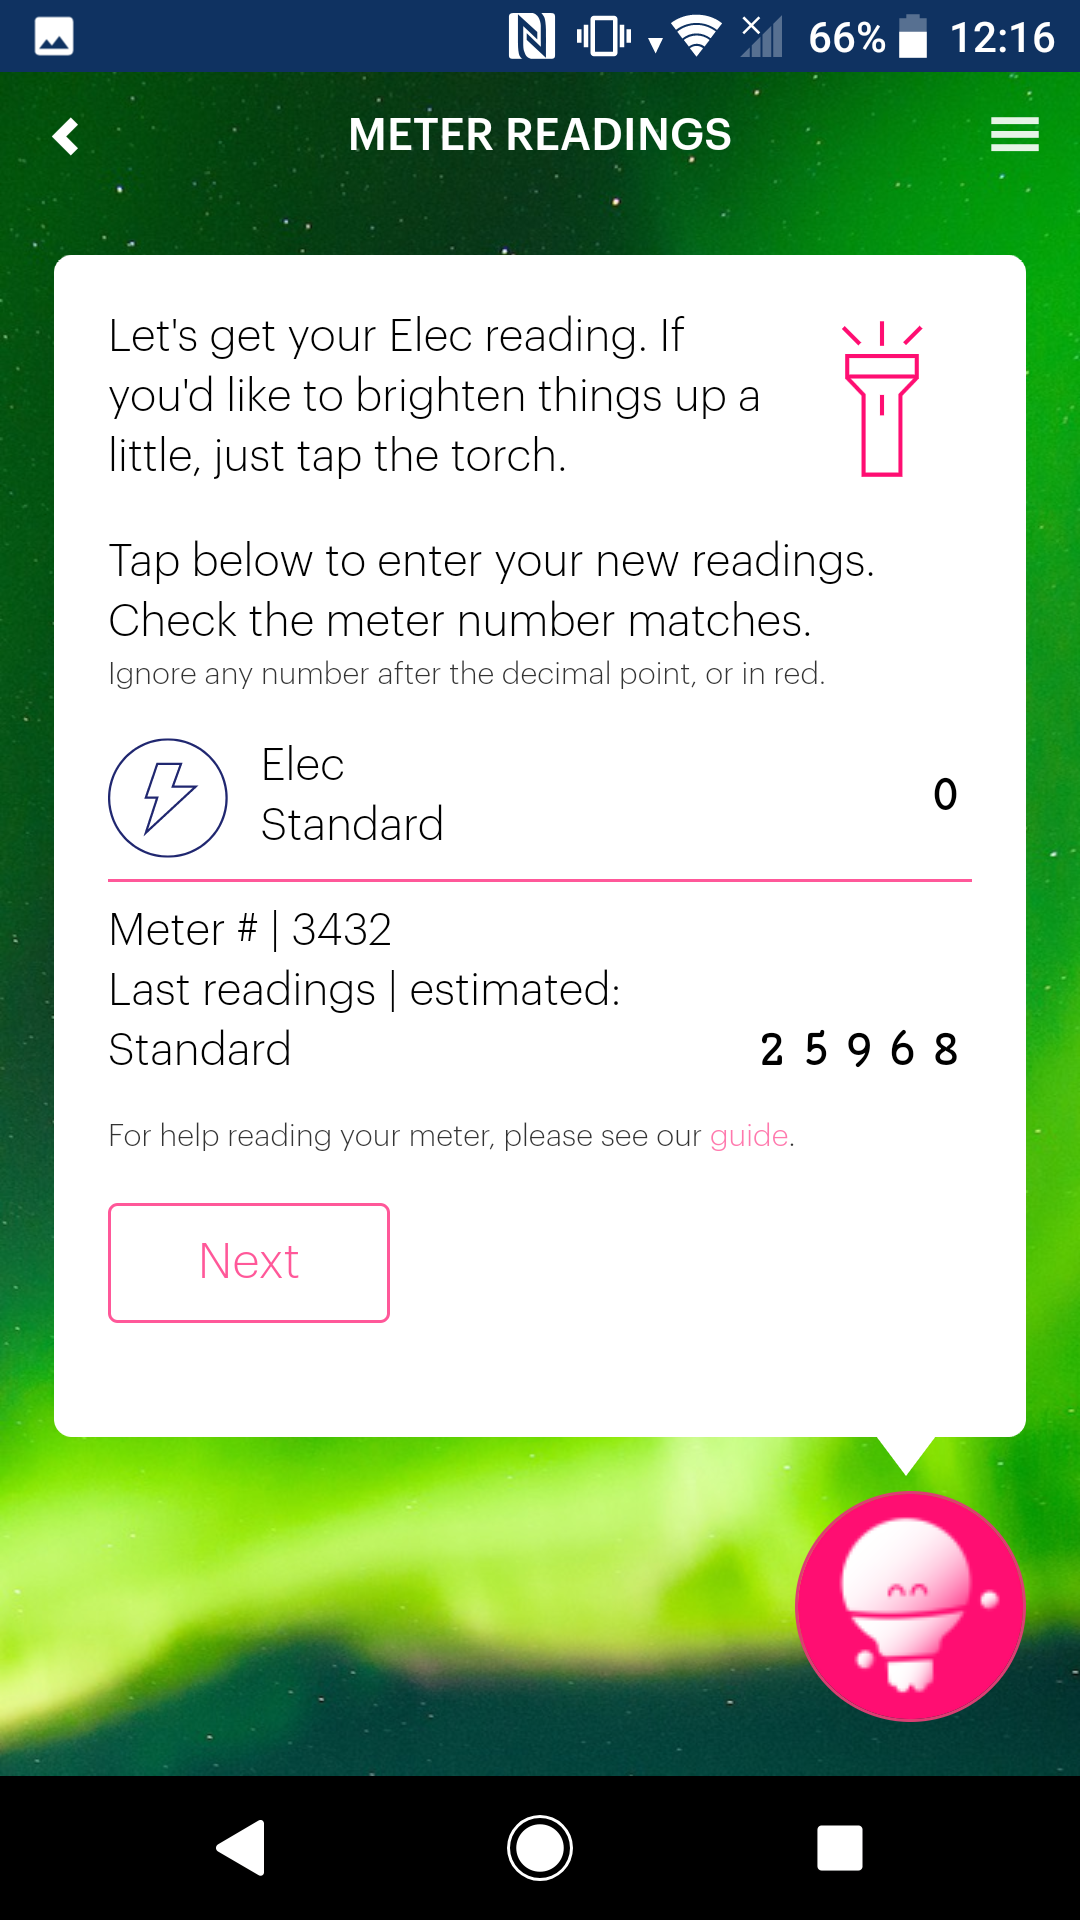 66% 12:16
METER READINGS
Let's get your Elec reading. If
you'd like to brighten things up a
little, just tap the torch.
Tap below to enter your new readings.
Check the meter number matches.
Ignore any number after the decimal point, or in red.
Elec
Standard
0
Meter # | 3432
Last readings | estimated:
Standard 2 5 9 6 8
For help reading your meter, please see our guide.
Next